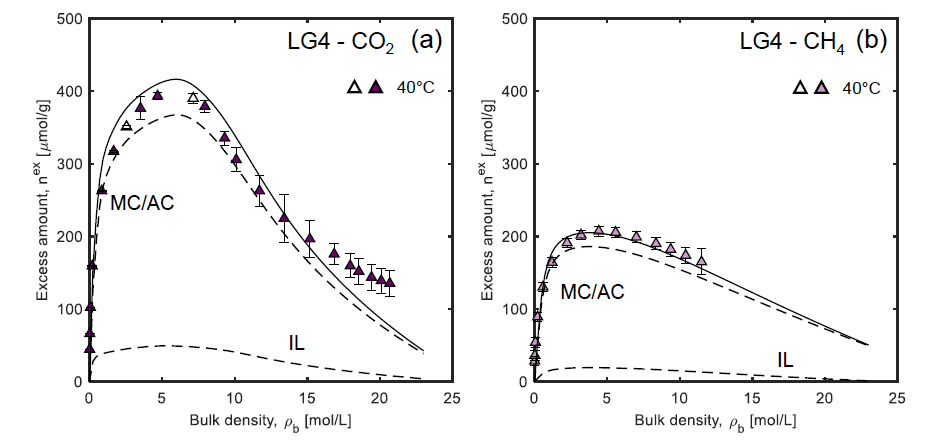 LG4 - CO₂ (a)
40°C
MC/AC
IL
500
400
300
200
100
0
0 5 10 15 20 25
Excess amount, nᵉˣ [μmol/g]
Bulk density, ρ_b [mol/L]
LG4 - CH₄ (b)
40°C
MC/AC
IL
500
400
300
200
100
0
0 5 10 15 20 25
Excess amount, nᵉˣ [μmol/g]
Bulk density, ρ_b [mol/L]